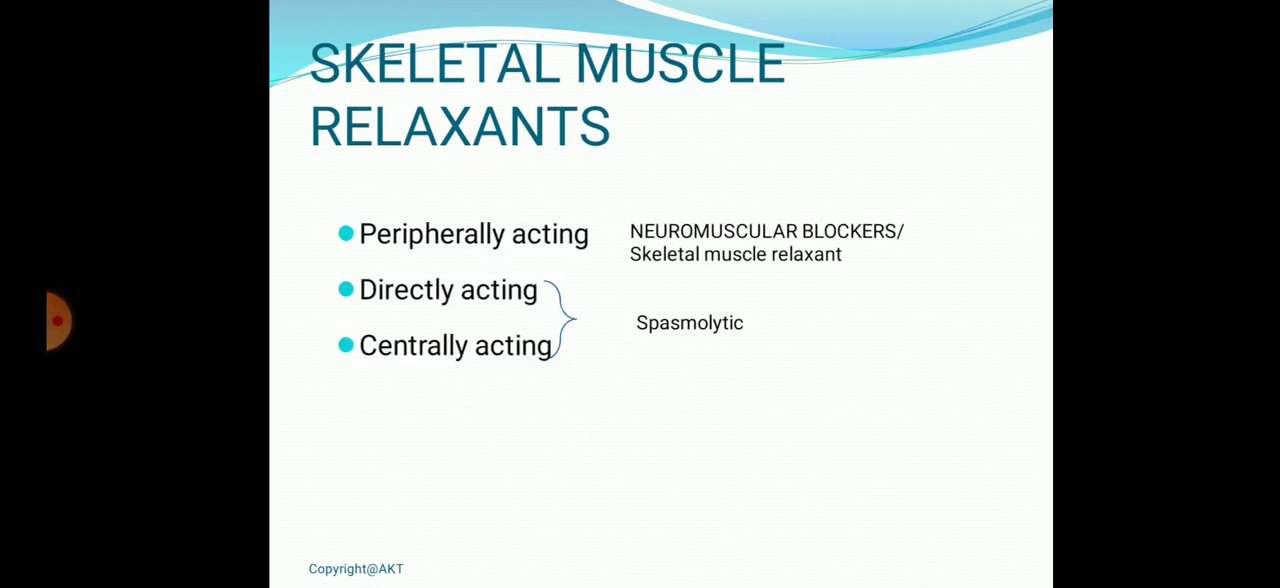 SKELETAL MUSCLE
RELAXANTS
Peripherally acting
NEUROMUSCULAR BLOCKERS/
Skeletal muscle relaxant
Directly acting
Spasmolytic
Centrally acting
Copyright@AKT